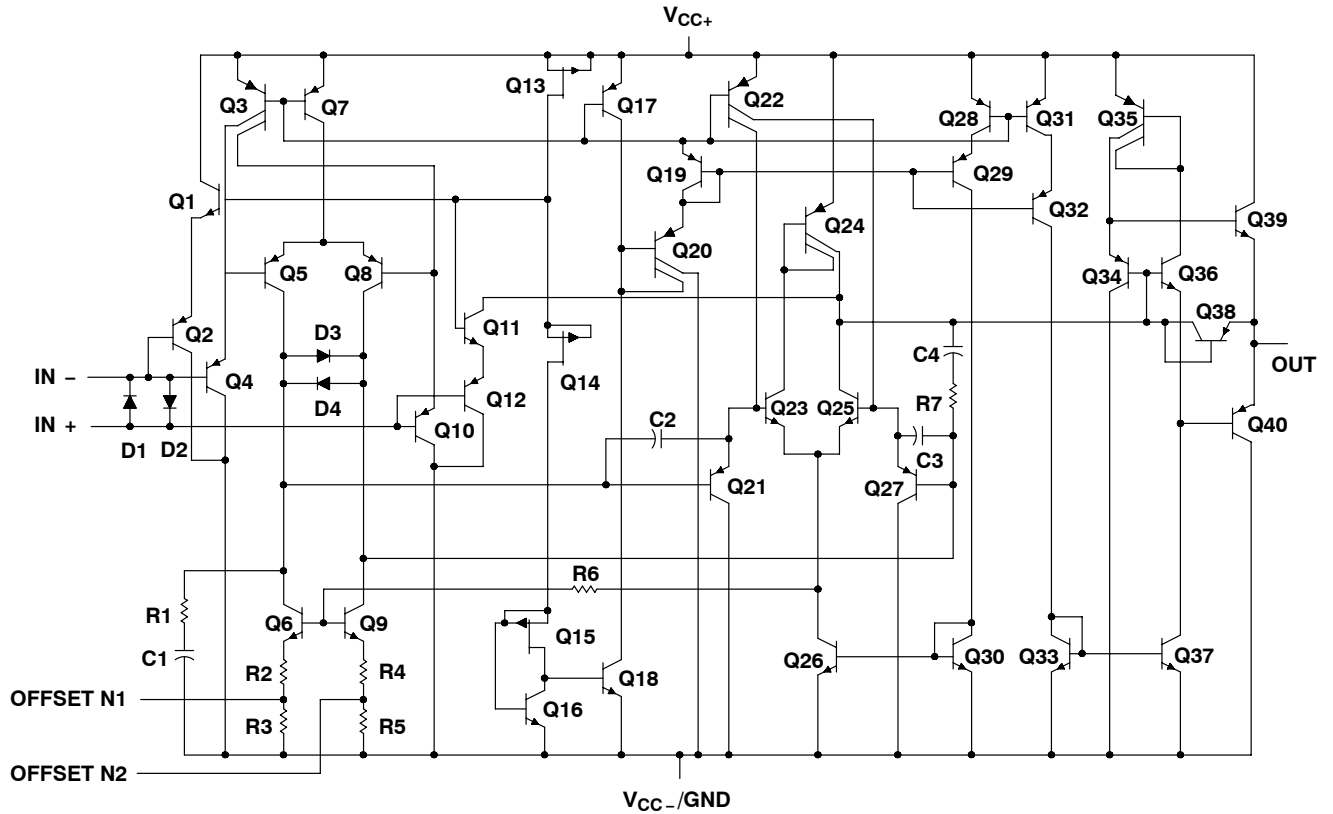 VCC+
Q3
Q7
Q13
Q17
Q22
Q28
Q31
Q35
Q1
Q19
Q29
Q32
Q39
Q5
Q8
Q20
Q24
Q34
Q36
Q2
D3
Q11
Q38
IN −
Q4
D4
Q14
C4
OUT
Q12
Q23
Q25
R7
IN +
D1
D2
Q10
C2
C3
Q40
Q21
Q27
R6
R1
Q6
Q9
Q15
C1
R2
R4
Q26
Q30
Q33
Q37
Q18
OFFSET N1
Q16
R3
R5
OFFSET N2
VCC−/GND